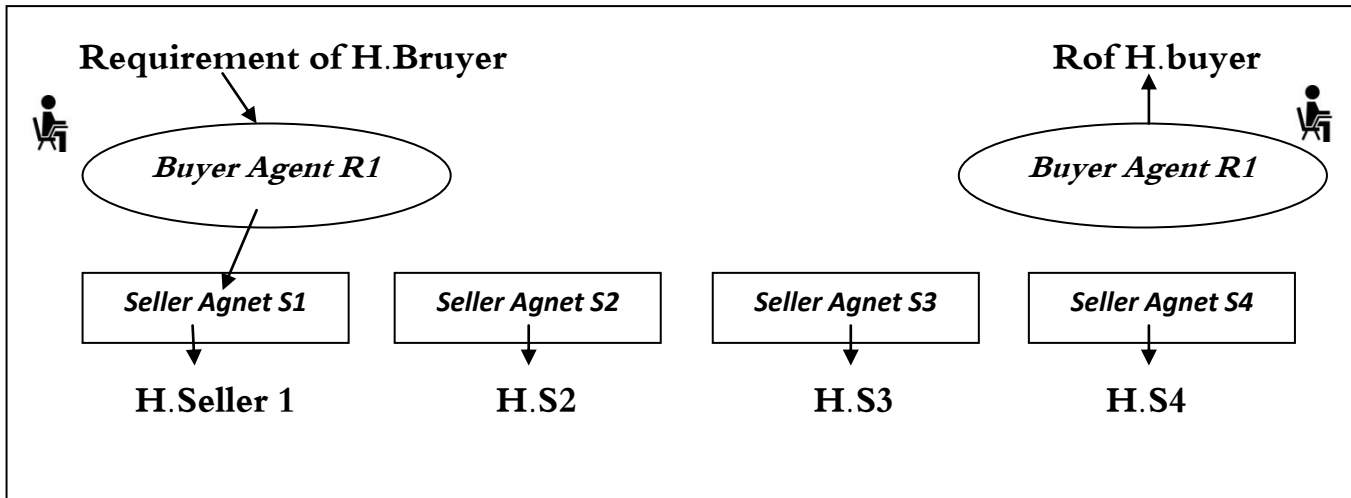 Requirement of H.Bruyer
Rof H.buyer
Buyer Agent R1
Buyer Agent R1
Seller Agnet S1
Seller Agnet S2
Seller Agnet S3
Seller Agnet S4
H.Seller 1
H.S2
H.S3
H.S4